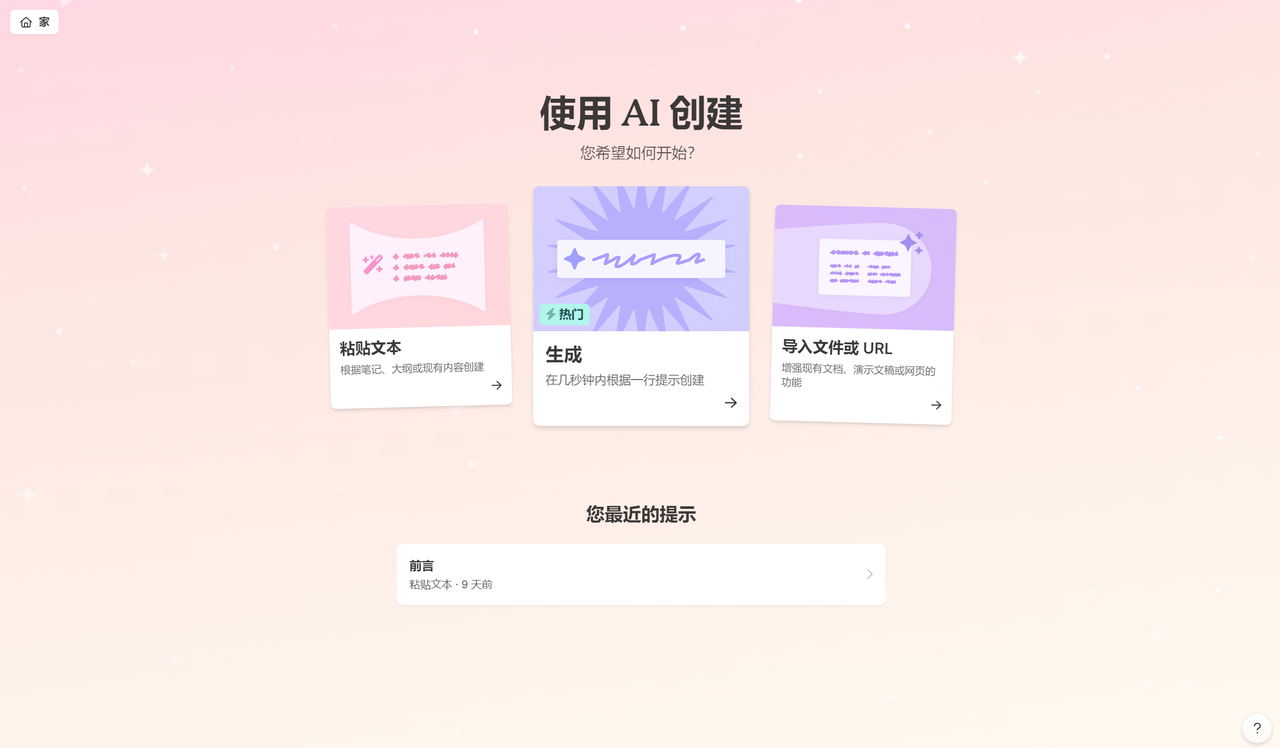 家
使用 AI 创建
您希望如何开始?
热门
粘贴文本
根据笔记、大纲或现有内容创建
生成
在几秒钟内根据一行提示创建
导入文件或 URL
增强现有文档、演示文稿或网页的
功能
您最近的提示
前言
粘贴文本 · 9 天前
?